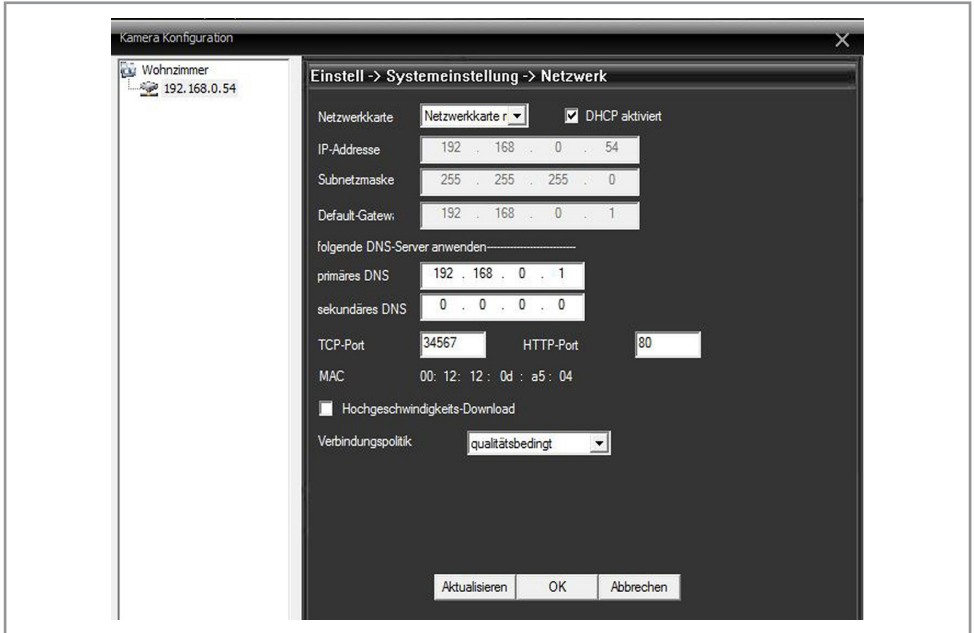 Kamera Konfiguration
Wohnzimmer
192.168.0.54
Einstell -> Systemeinstellung -> Netzwerk
Netzwerkkarte Netzwerkkarte r DHCP aktiviert
IP-Addresse 192 . 168 . 0 . 54
Subnetzmaske 255 . 255 . 255 . 0
Default-Gatewa 192 . 168 . 0 . 1
folgende DNS-Server anwenden---------------------------
primäres DNS 192 . 168 . 0 . 1
sekundäres DNS 0 . 0 . 0 . 0
TCP-Port 34567 HTTP-Port 80
MAC 00: 12: 12: 0d : a5: 04
Hochgeschwindigkeits-Download
Verbindungspolitik qualitätsbedingt
Aktualisieren OK Abbrechen